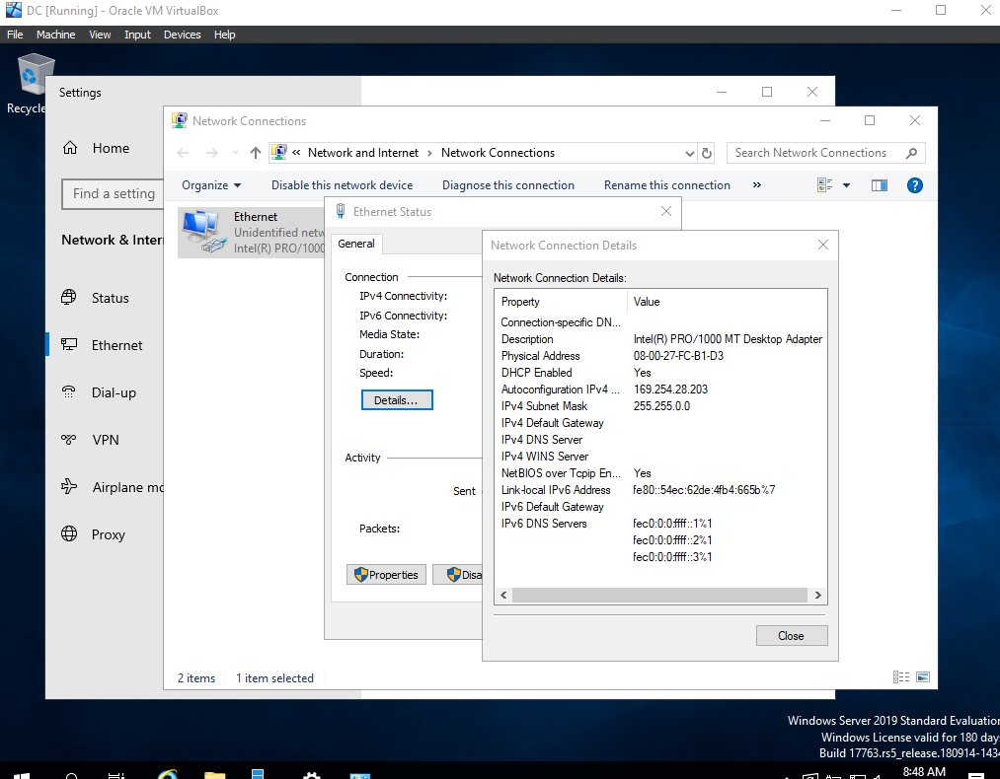 DC [Running] - Oracle VM VirtualBox
File Machine View Input Devices Help
Recycle
Settings
Home
Find a setting
Network & Inter
Status
Ethernet
Dial-up
VPN
Airplane mo
Proxy
Network Connections
« Network and Internet › Network Connections
Search Network Connections
Organize Disable this network device Diagnose this connection Rename this connection »
Ethernet
Unidentified netw
Intel(R) PRO/1000
2 items 1 item selected
Ethernet Status
General
Connection
IPv4 Connectivity:
IPv6 Connectivity:
Media State:
Duration:
Speed:
Details...
Activity
Sent
Packets:
Properties Disa
Network Connection Details
Network Connection Details:
Property Value
Connection-specific DN...
Description Intel(R) PRO/1000 MT Desktop Adapter
Physical Address 08-00-27-FC-B1-D3
DHCP Enabled Yes
Autoconfiguration IPv4 ... 169.254.28.203
IPv4 Subnet Mask 255.255.0.0
IPv4 Default Gateway
IPv4 DNS Server
IPv4 WINS Server
NetBIOS over Tcpip En... Yes
Link-local IPv6 Address fe80::54ec:62de:4fb4:665b%7
IPv6 Default Gateway
IPv6 DNS Servers fec0:0:0:ffff::1%1
fec0:0:0:ffff::2%1
fec0:0:0:ffff::3%1
Close
Windows Server 2019 Standard Evaluation
Windows License valid for 180 day
Build 17763.rs5_release.180914-143
8:48 AM